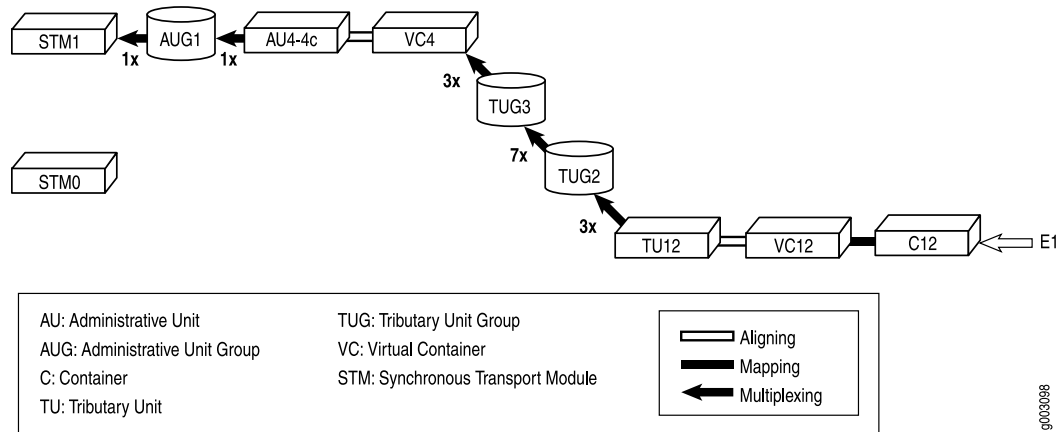 STM1
AUG1
AU4-4c
VC4
1x
1x
3x
TUG3
7x
STM0
TUG2
3x
TU12
VC12
C12
E1
AU: Administrative Unit
AUG: Administrative Unit Group
C: Container
TU: Tributary Unit
TUG: Tributary Unit Group
VC: Virtual Container
STM: Synchronous Transport Module
Aligning
Mapping
Multiplexing
g003098